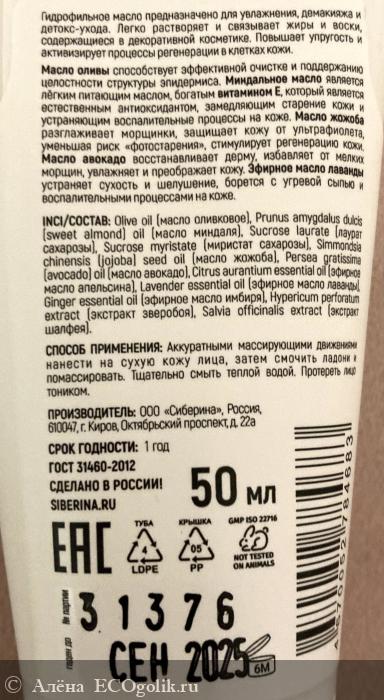 Гидрофильное масло предназначено для увлажнения, демакияжа и
детокс-ухода. Легко растворяет и связывает жиры и воски,
содержащиеся в декоративной косметике. Повышает упругость и
активизирует процессы регенерации в клетках кожи.
Масло оливы способствует эффективной очистке и поддержанию
целостности структуры эпидермиса. Миндальное масло является
лёгким питающим маслом, богатым витамином Е, который является
естественным антиоксидантом, замедляющим старение кожи и
устраняющим воспалительные процессы на коже. Масло жожоба
разглаживает морщинки, защищает кожу от ультрафиолета,
уменьшая риск «фотостарения», стимулирует регенерацию кожи.
Масло авокадо восстанавливает дерму, избавляет от мелких
морщин, увлажняет и преображает кожу. Эфирное масло лаванды
устраняет сухость и шелушение, борется с угревой сыпью и
воспалительными процессами на коже.
INCI/СОСТАВ: Olive oil (масло оливковое), Prunus amygdalus dulcis
(sweet almond) oil (масло миндаля), Sucrose laurate (лаурат
сахарозы), Sucrose myristate (миристат сахарозы), Simmondsia
chinensis (jojoba) seed oil (масло жожоба), Persea gratissima
(avocado) oil (масло авокадо), Citrus aurantium essential oil (эфирное
масло апельсина), Lavender essential oil (эфирное масло лаванды),
Ginger essential oil (эфирное масло имбиря), Hypericum perforatum
extract (экстракт зверобоя), Salvia officinalis extract (экстракт
шалфея).
СПОСОБ ПРИМЕНЕНИЯ: Аккуратными массирующими движениями
нанести на сухую кожу лица, затем смочить ладони и
помассировать. Тщательно смыть теплой водой. Протереть лицо
тоником.
ПРОИЗВОДИТЕЛЬ: ООО «Сиберина», Россия,
610047, г. Киров, Октябрьский проспект, д. 22а
СРОК ГОДНОСТИ: 1 год
ГОСТ 31460-2012
СДЕЛАНО В РОССИИ!
SIBERINA.RU
50 мл
EAC
ТУБА
4
LDPE
КРЫШКА
05
PP
GMP ISO 22716
NOT TESTED
ON ANIMALS
№ партии
31376
годен до
СЕН 2025
6M
4670052784683
© Алёна ECOgolik.ru